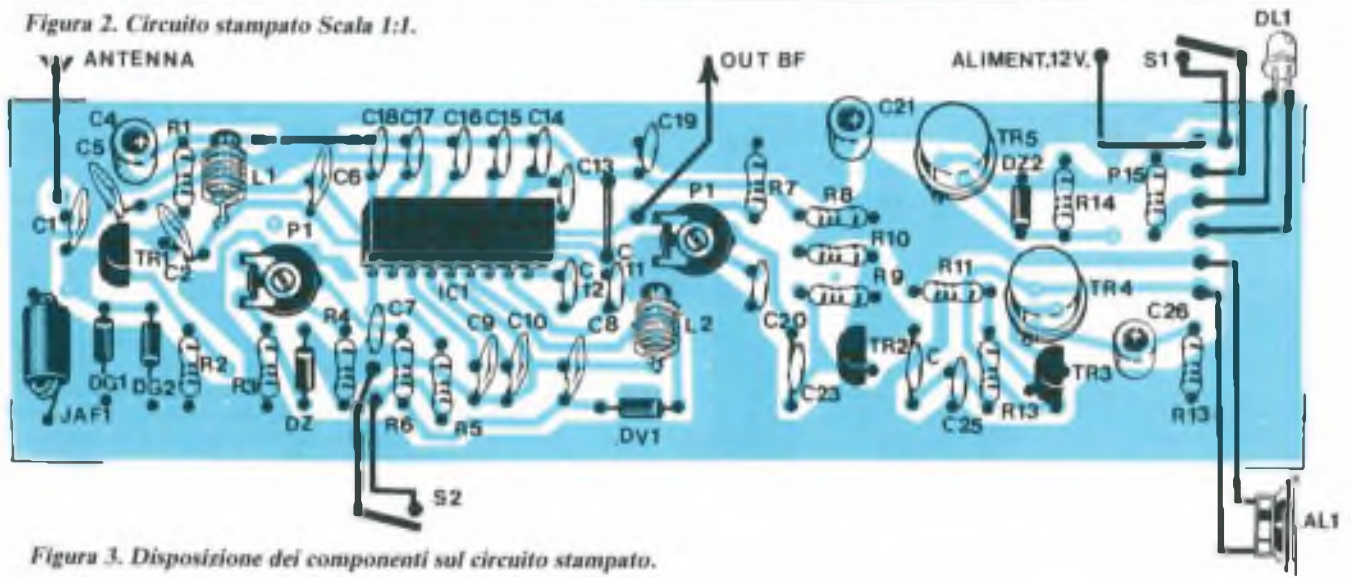 Figura 2. Circuito stampato Scala 1:1.
DL1
ANTENNA
OUT BF
ALIMENT.12V.
S1
C4
R1
C18
C17
C16
C15
C14
C19
C21
TR5
C5
L1
C6
C13
P1
R7
R8
DZ2
P15
R14
C1
TR1
C2
P1
R10
C
11
C
12
IC1
R9
R11
TR4
R4
C7
C9
C10
C8
L2
C20
C26
DG1
DG2
R2
R3
TR2
C
TR3
JAF1
DZ
R6
R5
DV1
C23
C25
R13
R13
S2
AL1
Figura 3. Disposizione dei componenti sul circuito stampato.